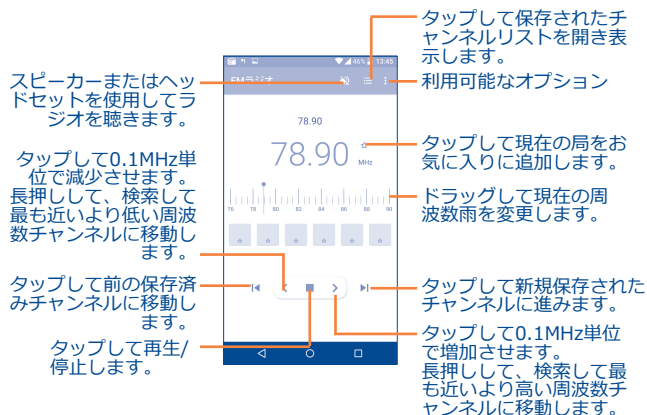 タップして保存されたチ
ャンネルリストを開き表
示します。
利用可能なオプション
スピーカーまたはヘッ
ドセットを使用してラ
ジオを聴きます。
46% 13:45
FMラジオ
78.90
78.90
MHz
タップして現在の局をお
気に入りに追加します。
タップして0.1MHz単
位で減少させます。
長押しして、検索して
最も近いより低い周波
数チャンネルに移動し
ます。
76 78 80 82 84 86 88 90
ドラッグして現在の周
波数雨を変更します。
タップして前の保存済
みチャンネルに移動し
ます。
タップして新規保存された
チャンネルに進みます。
タップして再生/
停止します。
タップして0.1MHz単位
で増加させます。
長押しして、検索して最
も近いより高い周波数チ
ャンネルに移動します。